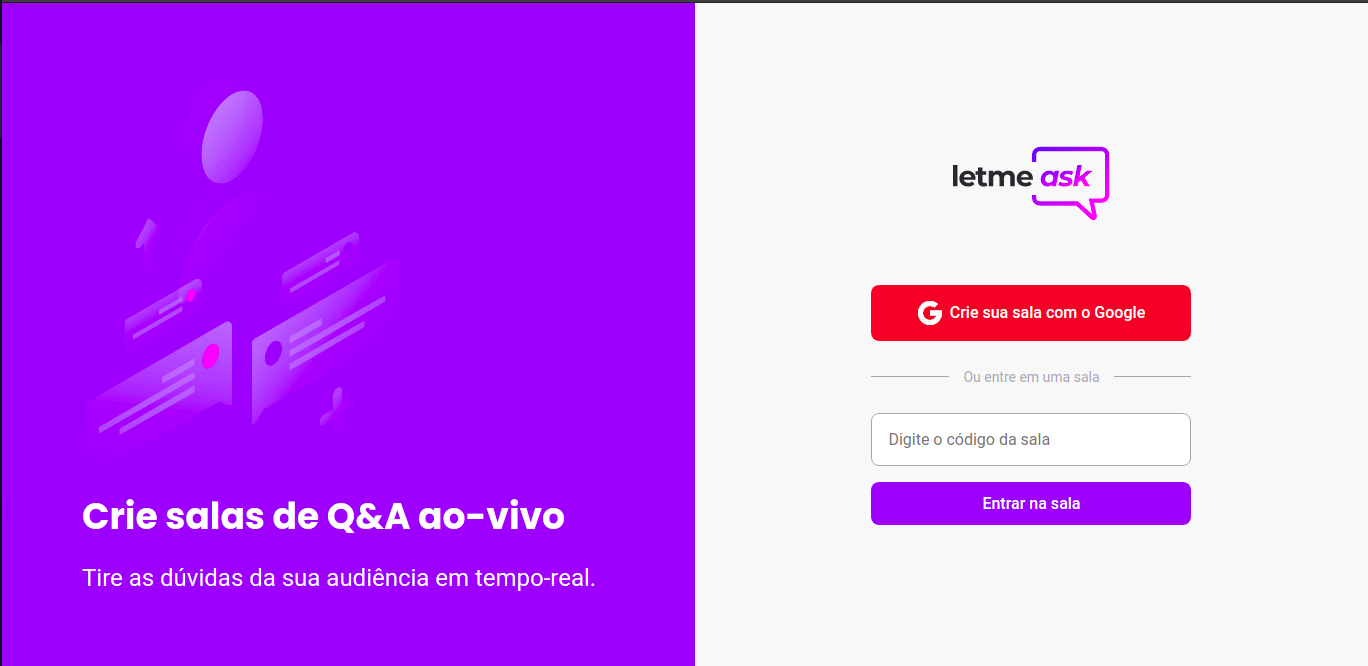 Crie salas de Q&A ao-vivo
Tire as dúvidas da sua audiência em tempo-real.
letme ask
Crie sua sala com o Google
Ou entre em uma sala
Digite o código da sala
Entrar na sala